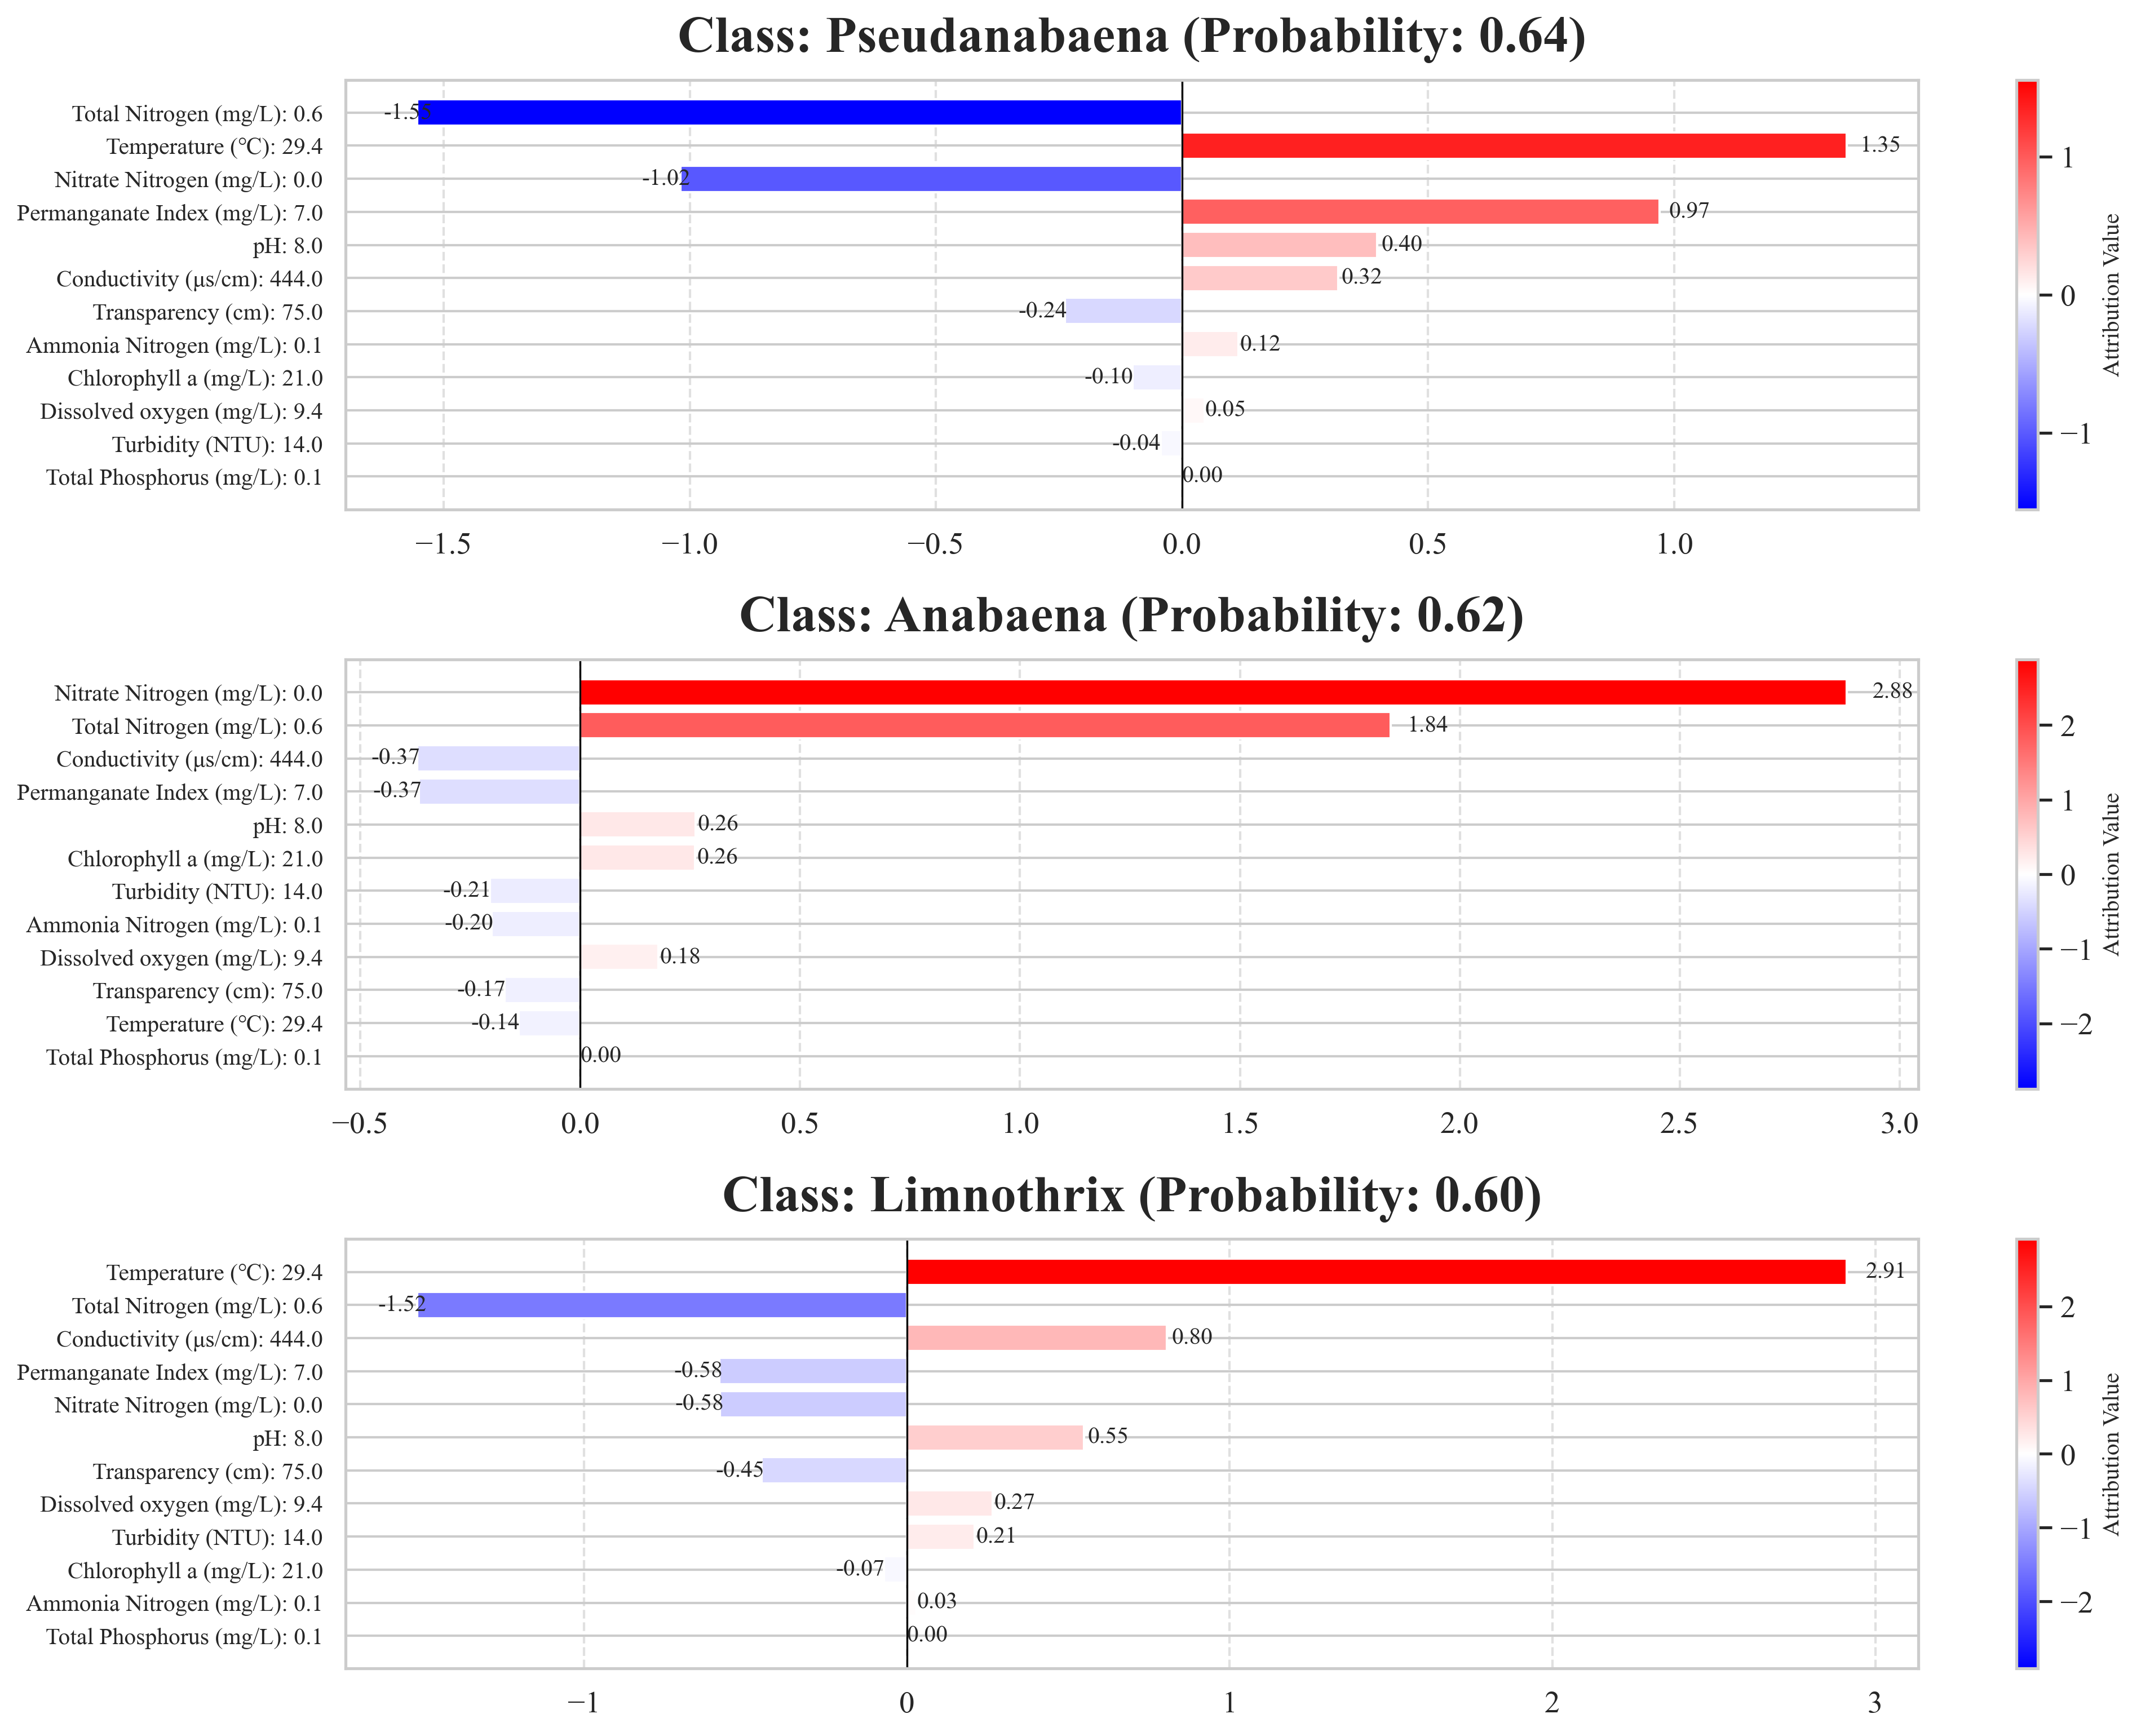 Class: Pseudanabaena (Probability: 0.64)
Total Nitrogen (mg/L): 0.6 -1.55
Temperature (℃): 29.4 1.35
Nitrate Nitrogen (mg/L): 0.0 -1.02
Permanganate Index (mg/L): 7.0 0.97
pH: 8.0 0.40
Conductivity (μs/cm): 444.0 0.32
Transparency (cm): 75.0 -0.24
Ammonia Nitrogen (mg/L): 0.1 0.12
Chlorophyll a (mg/L): 21.0 -0.10
Dissolved oxygen (mg/L): 9.4 0.05
Turbidity (NTU): 14.0 -0.04
Total Phosphorus (mg/L): 0.1 0.00
−1.5 −1.0 −0.5 0.0 0.5 1.0
1
0
−1
Attribution Value
Class: Anabaena (Probability: 0.62)
Nitrate Nitrogen (mg/L): 0.0 2.88
Total Nitrogen (mg/L): 0.6 1.84
Conductivity (μs/cm): 444.0 -0.37
Permanganate Index (mg/L): 7.0 -0.37
pH: 8.0 0.26
Chlorophyll a (mg/L): 21.0 0.26
Turbidity (NTU): 14.0 -0.21
Ammonia Nitrogen (mg/L): 0.1 -0.20
Dissolved oxygen (mg/L): 9.4 0.18
Transparency (cm): 75.0 -0.17
Temperature (℃): 29.4 -0.14
Total Phosphorus (mg/L): 0.1 0.00
−0.5 0.0 0.5 1.0 1.5 2.0 2.5 3.0
2
1
0
−1
−2
Attribution Value
Class: Limnothrix (Probability: 0.60)
Temperature (℃): 29.4 2.91
Total Nitrogen (mg/L): 0.6 -1.52
Conductivity (μs/cm): 444.0 0.80
Permanganate Index (mg/L): 7.0 -0.58
Nitrate Nitrogen (mg/L): 0.0 -0.58
pH: 8.0 0.55
Transparency (cm): 75.0 -0.45
Dissolved oxygen (mg/L): 9.4 0.27
Turbidity (NTU): 14.0 0.21
Chlorophyll a (mg/L): 21.0 -0.07
Ammonia Nitrogen (mg/L): 0.1 0.03
Total Phosphorus (mg/L): 0.1 0.00
−1 0 1 2 3
2
1
0
−1
−2
Attribution Value